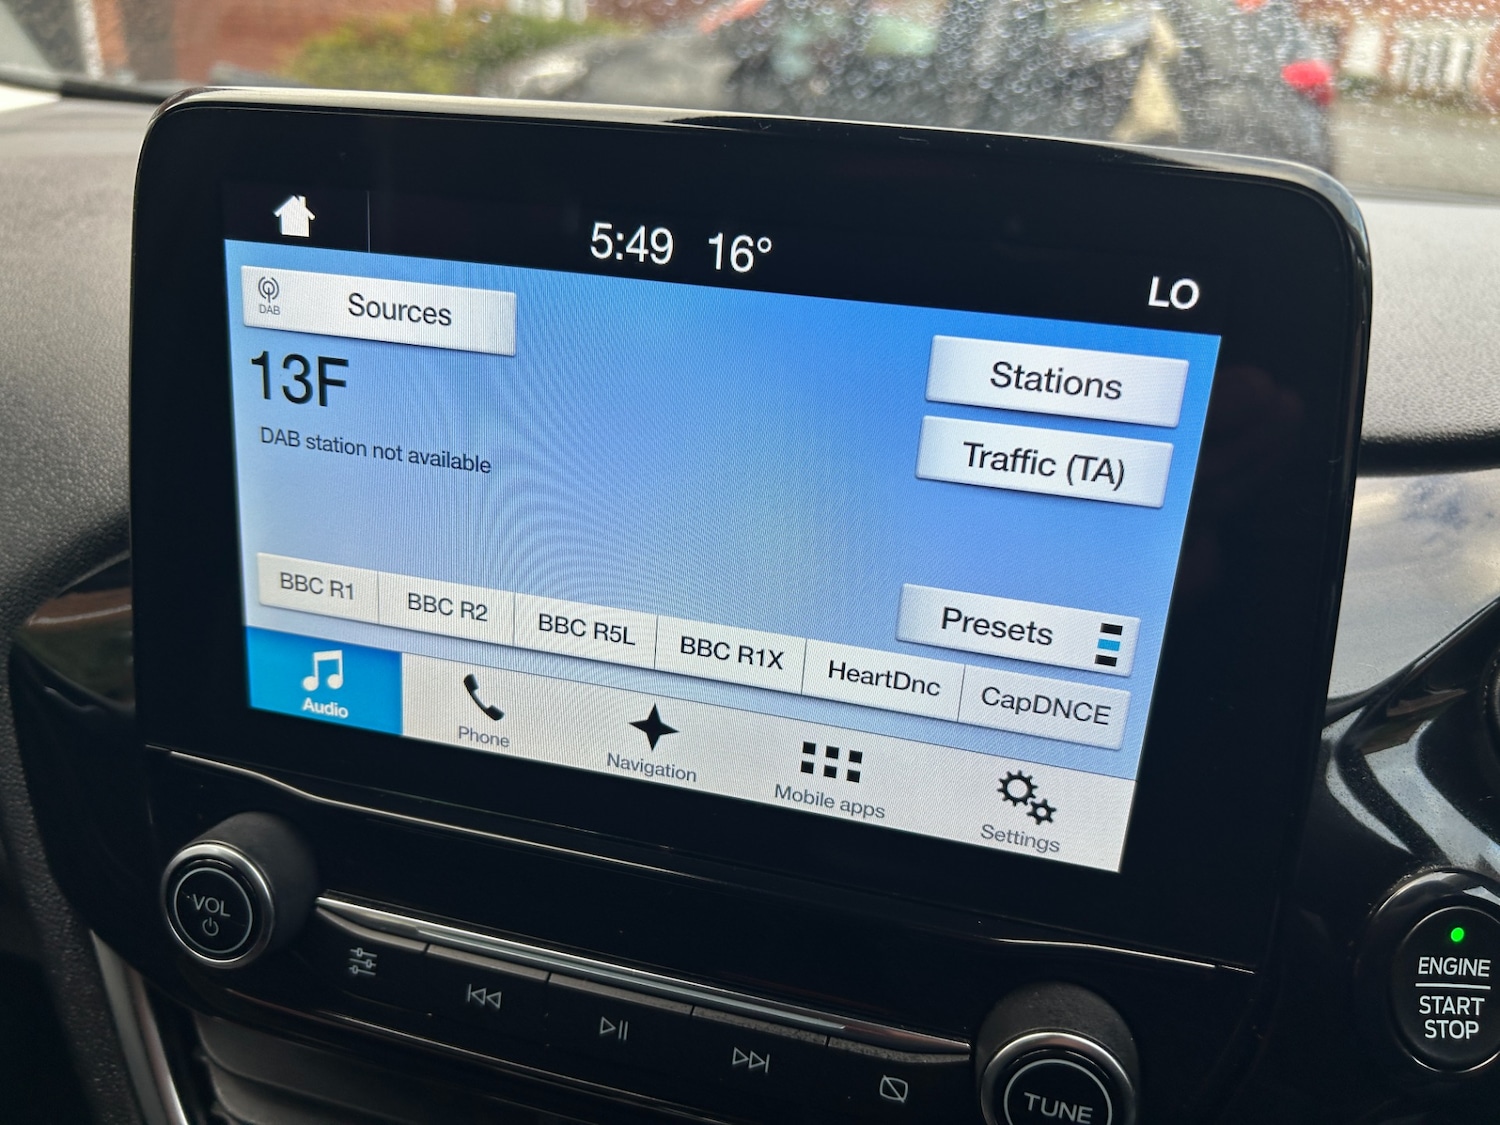 5:49 16°
LO
DAB
Sources
Stations
13F
Traffic (TA)
DAB station not available
Presets
BBC R1 BBC R2 BBC R5L BBC R1X HeartDnc CapDNCE
Audio Phone Navigation Mobile apps Settings
VOL
TUNE
ENGINE
START
STOP